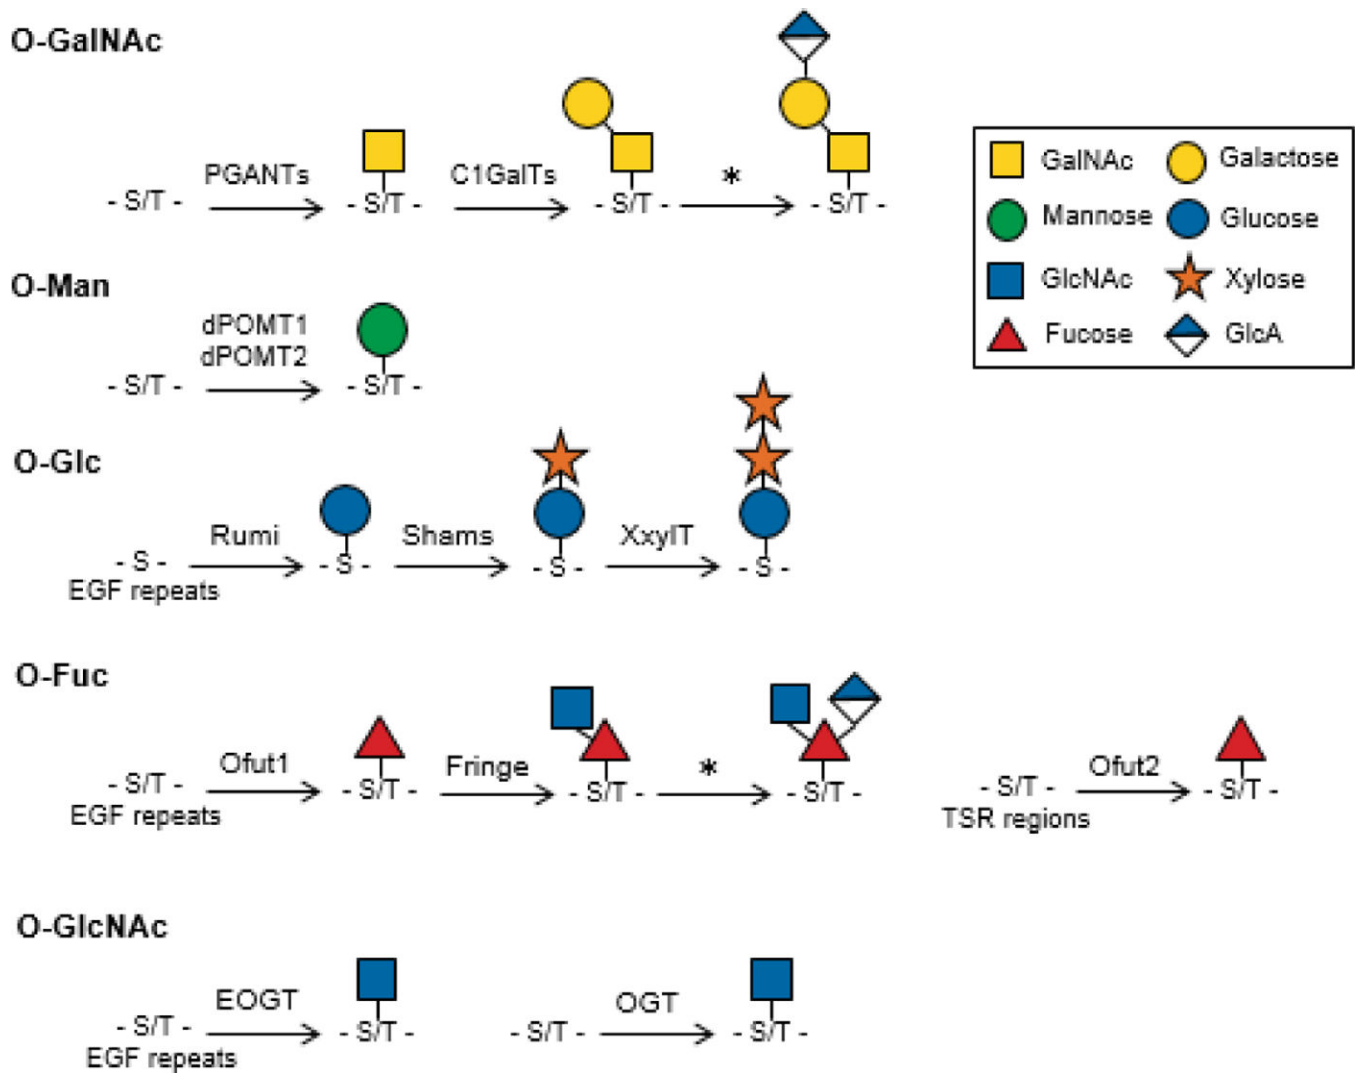 O-GalNAc
PGANTs
C1GalTs
*
- S/T -
- S/T -
- S/T -
- S/T -
GalNAc
Galactose
Mannose
Glucose
GlcNAc
Xylose
Fucose
GlcA
O-Man
dPOMT1
dPOMT2
- S/T -
- S/T -
O-Glc
Rumi
Shams
XxylT
- S -
- S -
- S -
- S -
EGF repeats
O-Fuc
Ofut1
Fringe
*
Ofut2
- S/T -
- S/T -
- S/T -
- S/T -
- S/T -
- S/T -
EGF repeats
TSR regions
O-GlcNAc
EOGT
OGT
- S/T -
- S/T -
- S/T -
- S/T -
EGF repeats